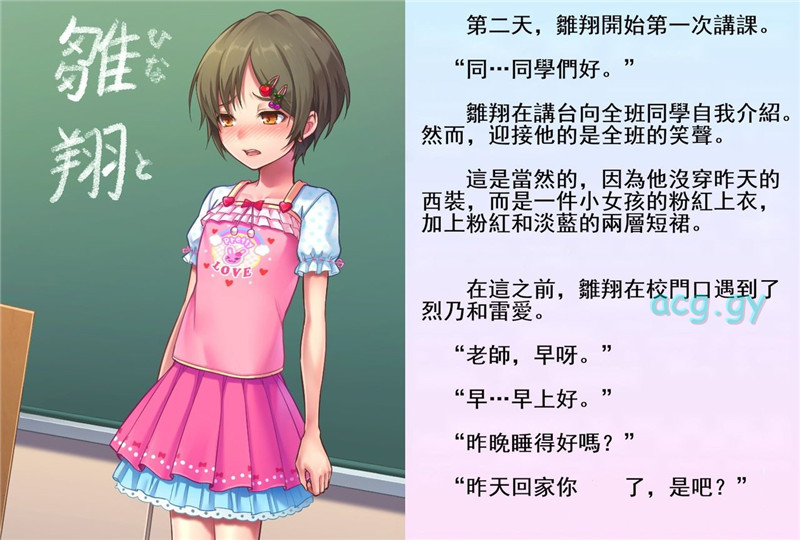 雛翔
ひなと
Pretty
LOVE
第二天，雛翔開始第一次講課。
“同…同學們好。”
雛翔在講台向全班同學自我介紹。
然而，迎接他的是全班的笑聲。
這是當然的，因為他沒穿昨天的
西裝，而是一件小女孩的粉紅上衣，
加上粉紅和淡藍的兩層短裙。
在這之前，雛翔在校門口遇到了
烈乃和雷愛。
acg.gy
“老師，早呀。”
“早…早上好。”
“昨晚睡得好嗎？”
“昨天回家你　　了，是吧？”